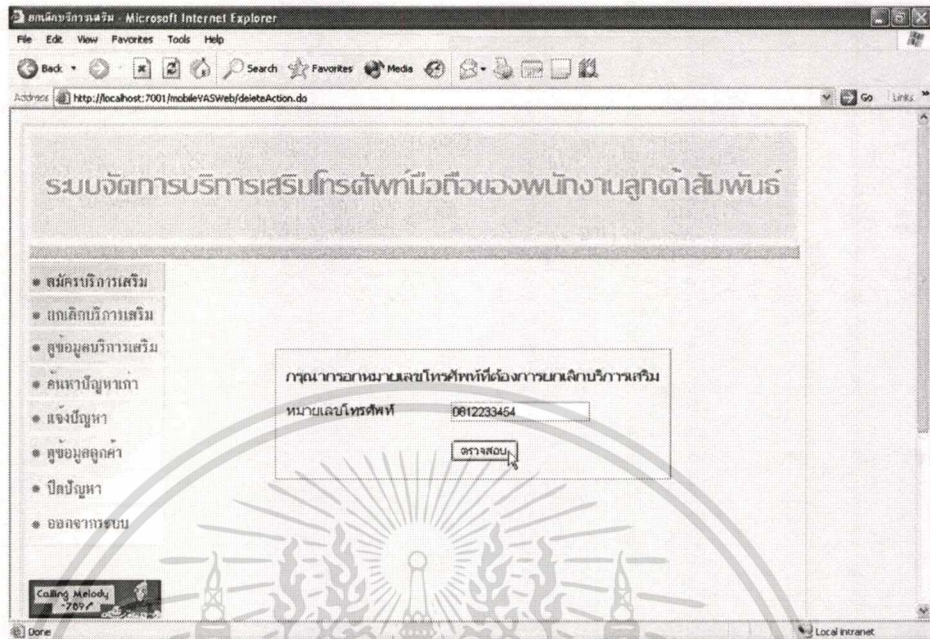 ยกเลิกบริการเสริม - Microsoft Internet Explorer
File Edit View Favorites Tools Help
Back Search Favorites Media
Address http://localhost:7001/mobileVASWeb/deleteAction.do Go Links
ระบบจัดการบริการเสริมโทรศัพท์มือถือของพนักงานลูกค้าสัมพันธ์
สมัครบริการเสริม
ยกเลิกบริการเสริม
ดูข้อมูลบริการเสริม
ค้นหาปัญหาเก่า
แจ้งปัญหา
ดูข้อมูลลูกค้า
ปิดปัญหา
ออกจากระบบ
กรุณากรอกหมายเลขโทรศัพท์ที่ต้องการยกเลิกบริการเสริม
หมายเลขโทรศัพท์ 0812233454
ตรวจสอบ
Calling Melody
Done Local intranet